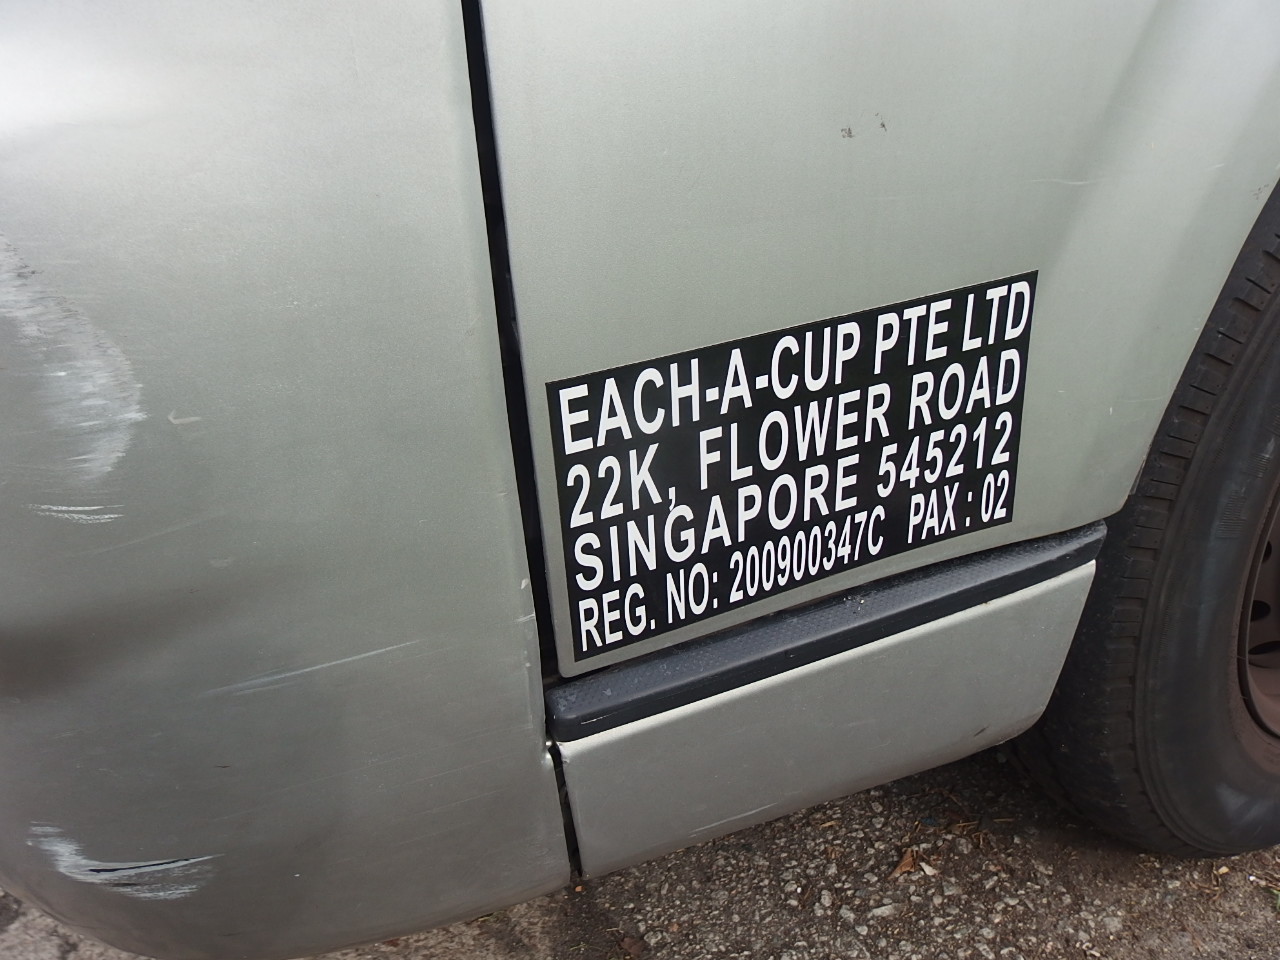 EACH-A-CUP PTE LTD
22K, FLOWER ROAD
SINGAPORE 545212
REG. NO: 200900347C PAX : 02